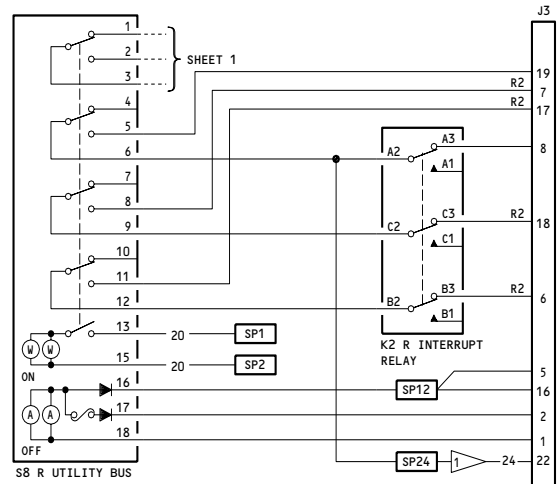 J3
1
2
3
SHEET 1
4
5
6
7
8
9
10
11
12
13 20 SP1
15 20 SP2
W W
ON
16
17
18
A A
OFF
S8 R UTILITY BUS
A2 A3
A1
C2 C3
C1
B2 B3
B1
K2 R INTERRUPT
RELAY
SP12
SP24 1 24
19
R2 7
R2 17
8
R2 18
R2 6
5
16
2
1
22